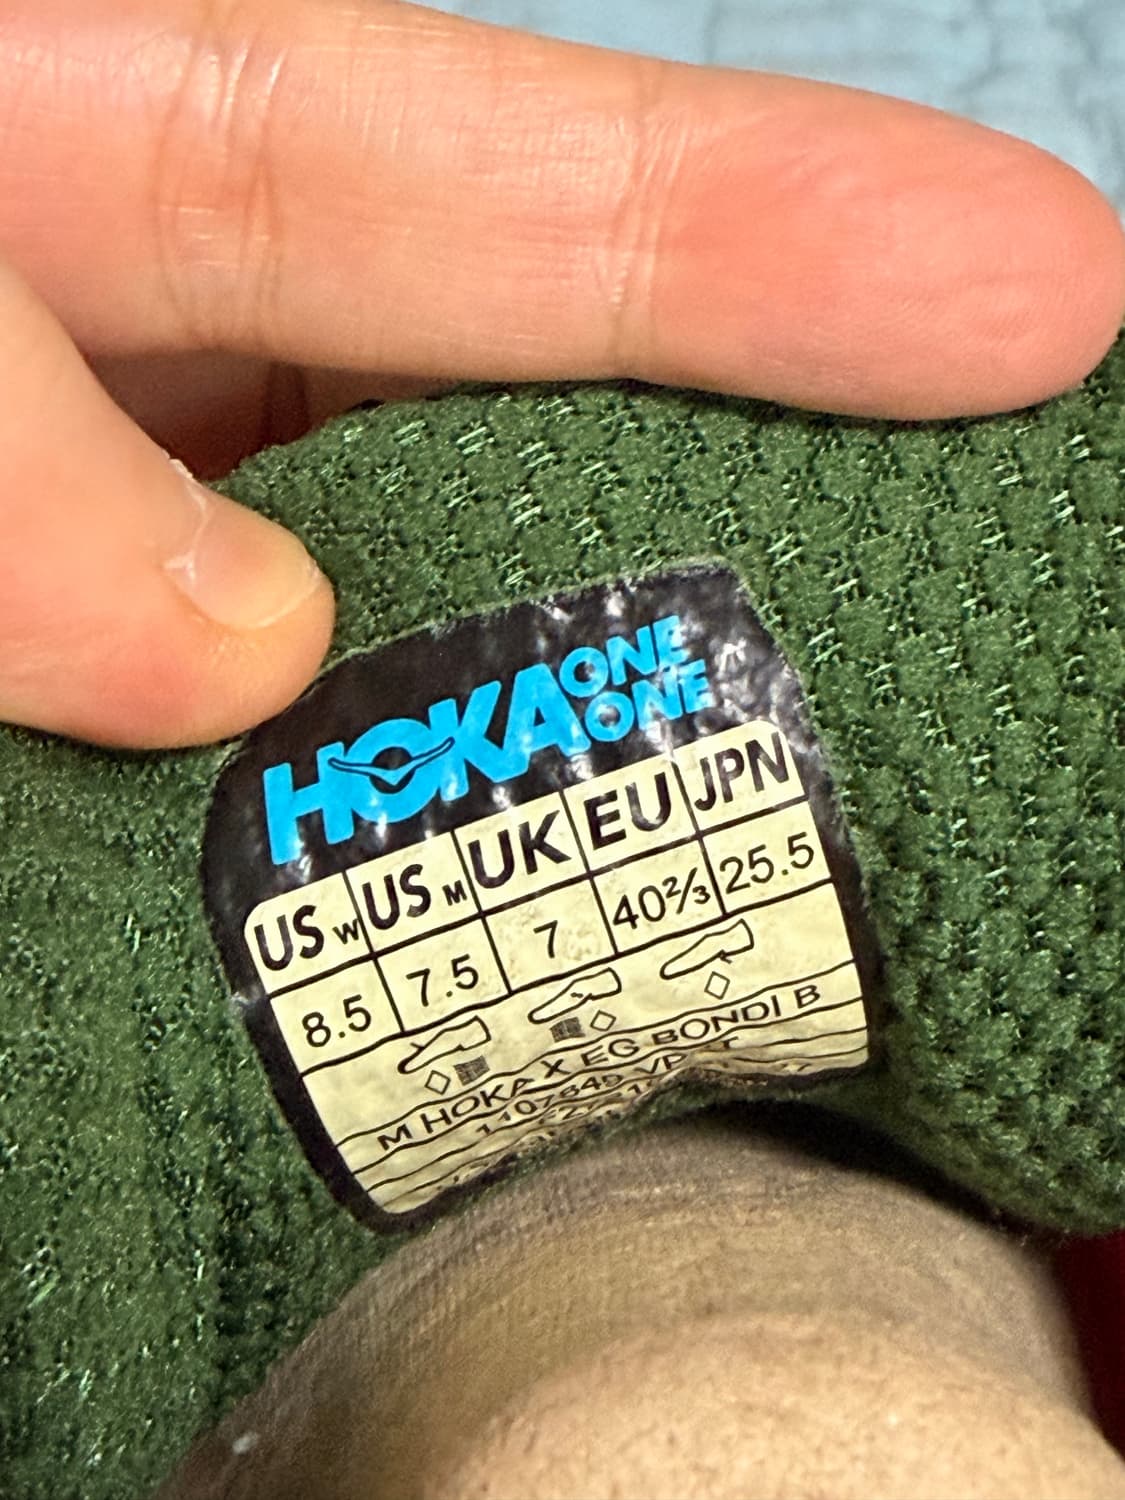 HOKA ONE ONE
US W US M UK EU JPN
8.5 7.5 7 40⅔ 25.5
M HOKA X EG BONDI B
1107649